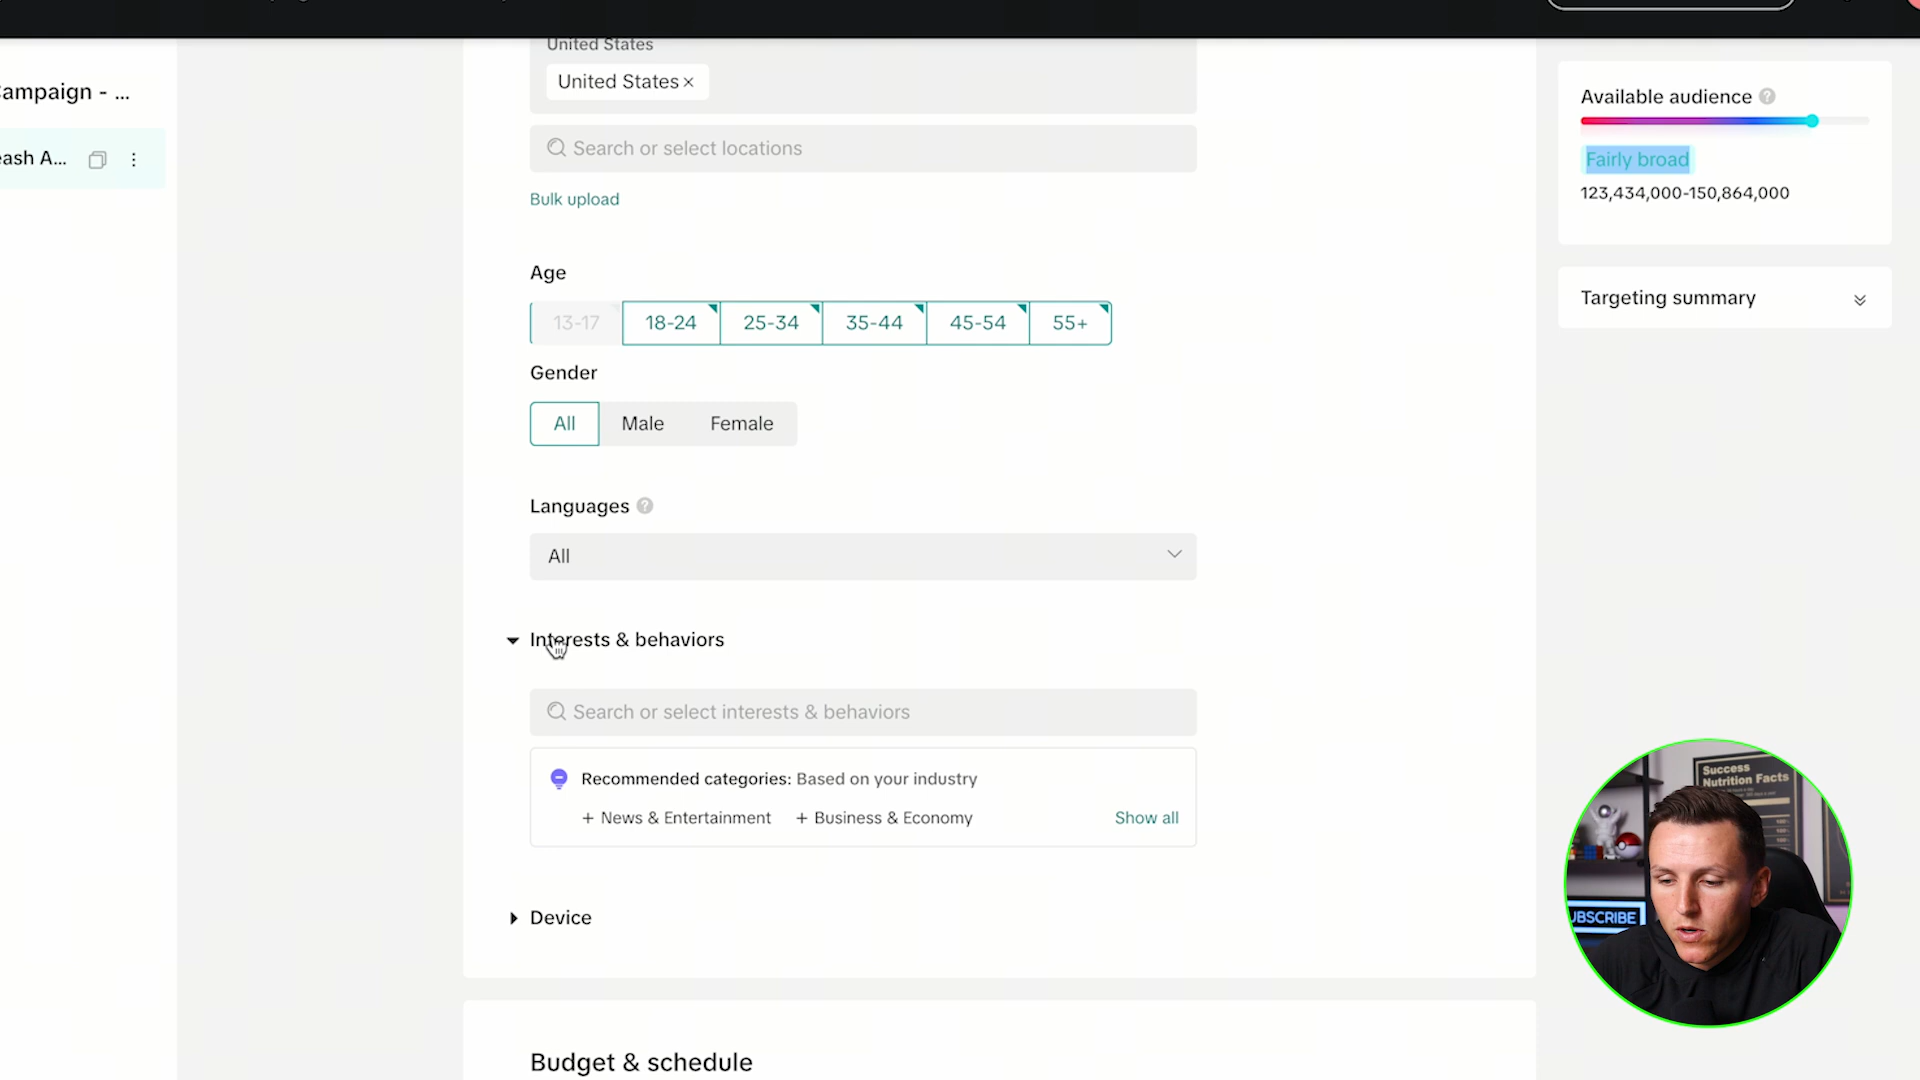 United States
United States ×
Search or select locations
Bulk upload
Age
13-17 18-24 25-34 35-44 45-54 55+
Gender
All Male Female
Languages ?
All
Interests & behaviors
Search or select interests & behaviors
Recommended categories: Based on your industry
+ News & Entertainment + Business & Economy Show all
Device
Budget & schedule
ampaign - ...
eash A...
Available audience ?
Fairly broad
123,434,000-150,864,000
Targeting summary
Success
Nutrition Facts
UBSCRIBE